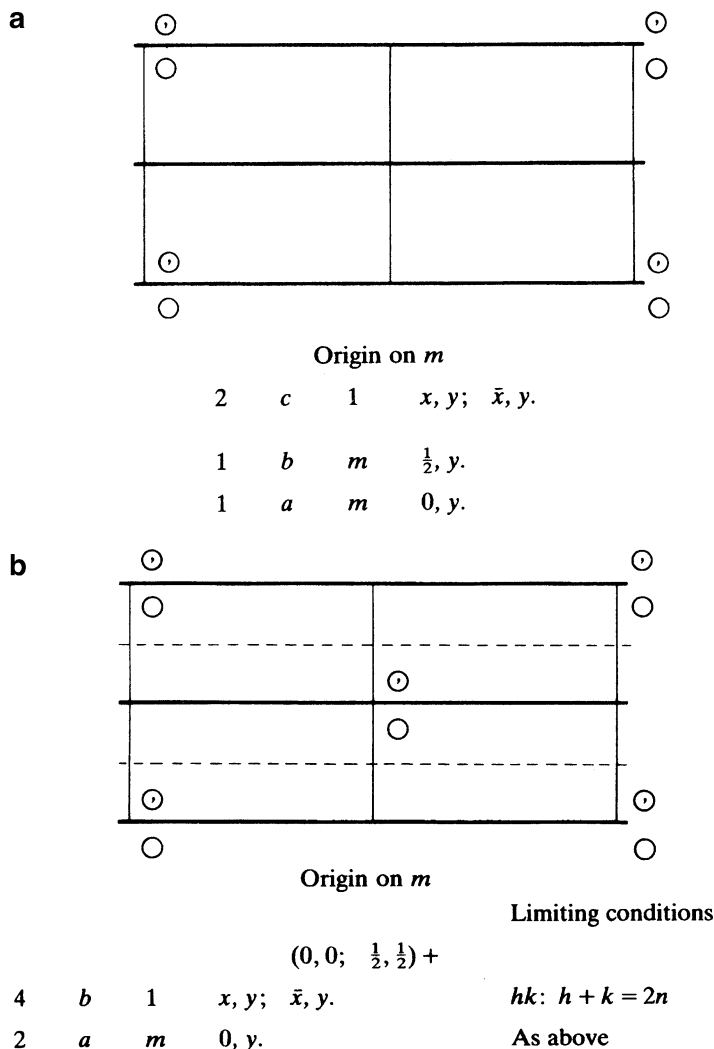 a
Origin on m
2 c 1 x, y; x̄, y.
1 b m ½, y.
1 a m 0, y.
b
Origin on m
Limiting conditions
(0, 0; ½, ½) +
4 b 1 x, y; x̄, y. hk: h + k = 2n
2 a m 0, y. As above